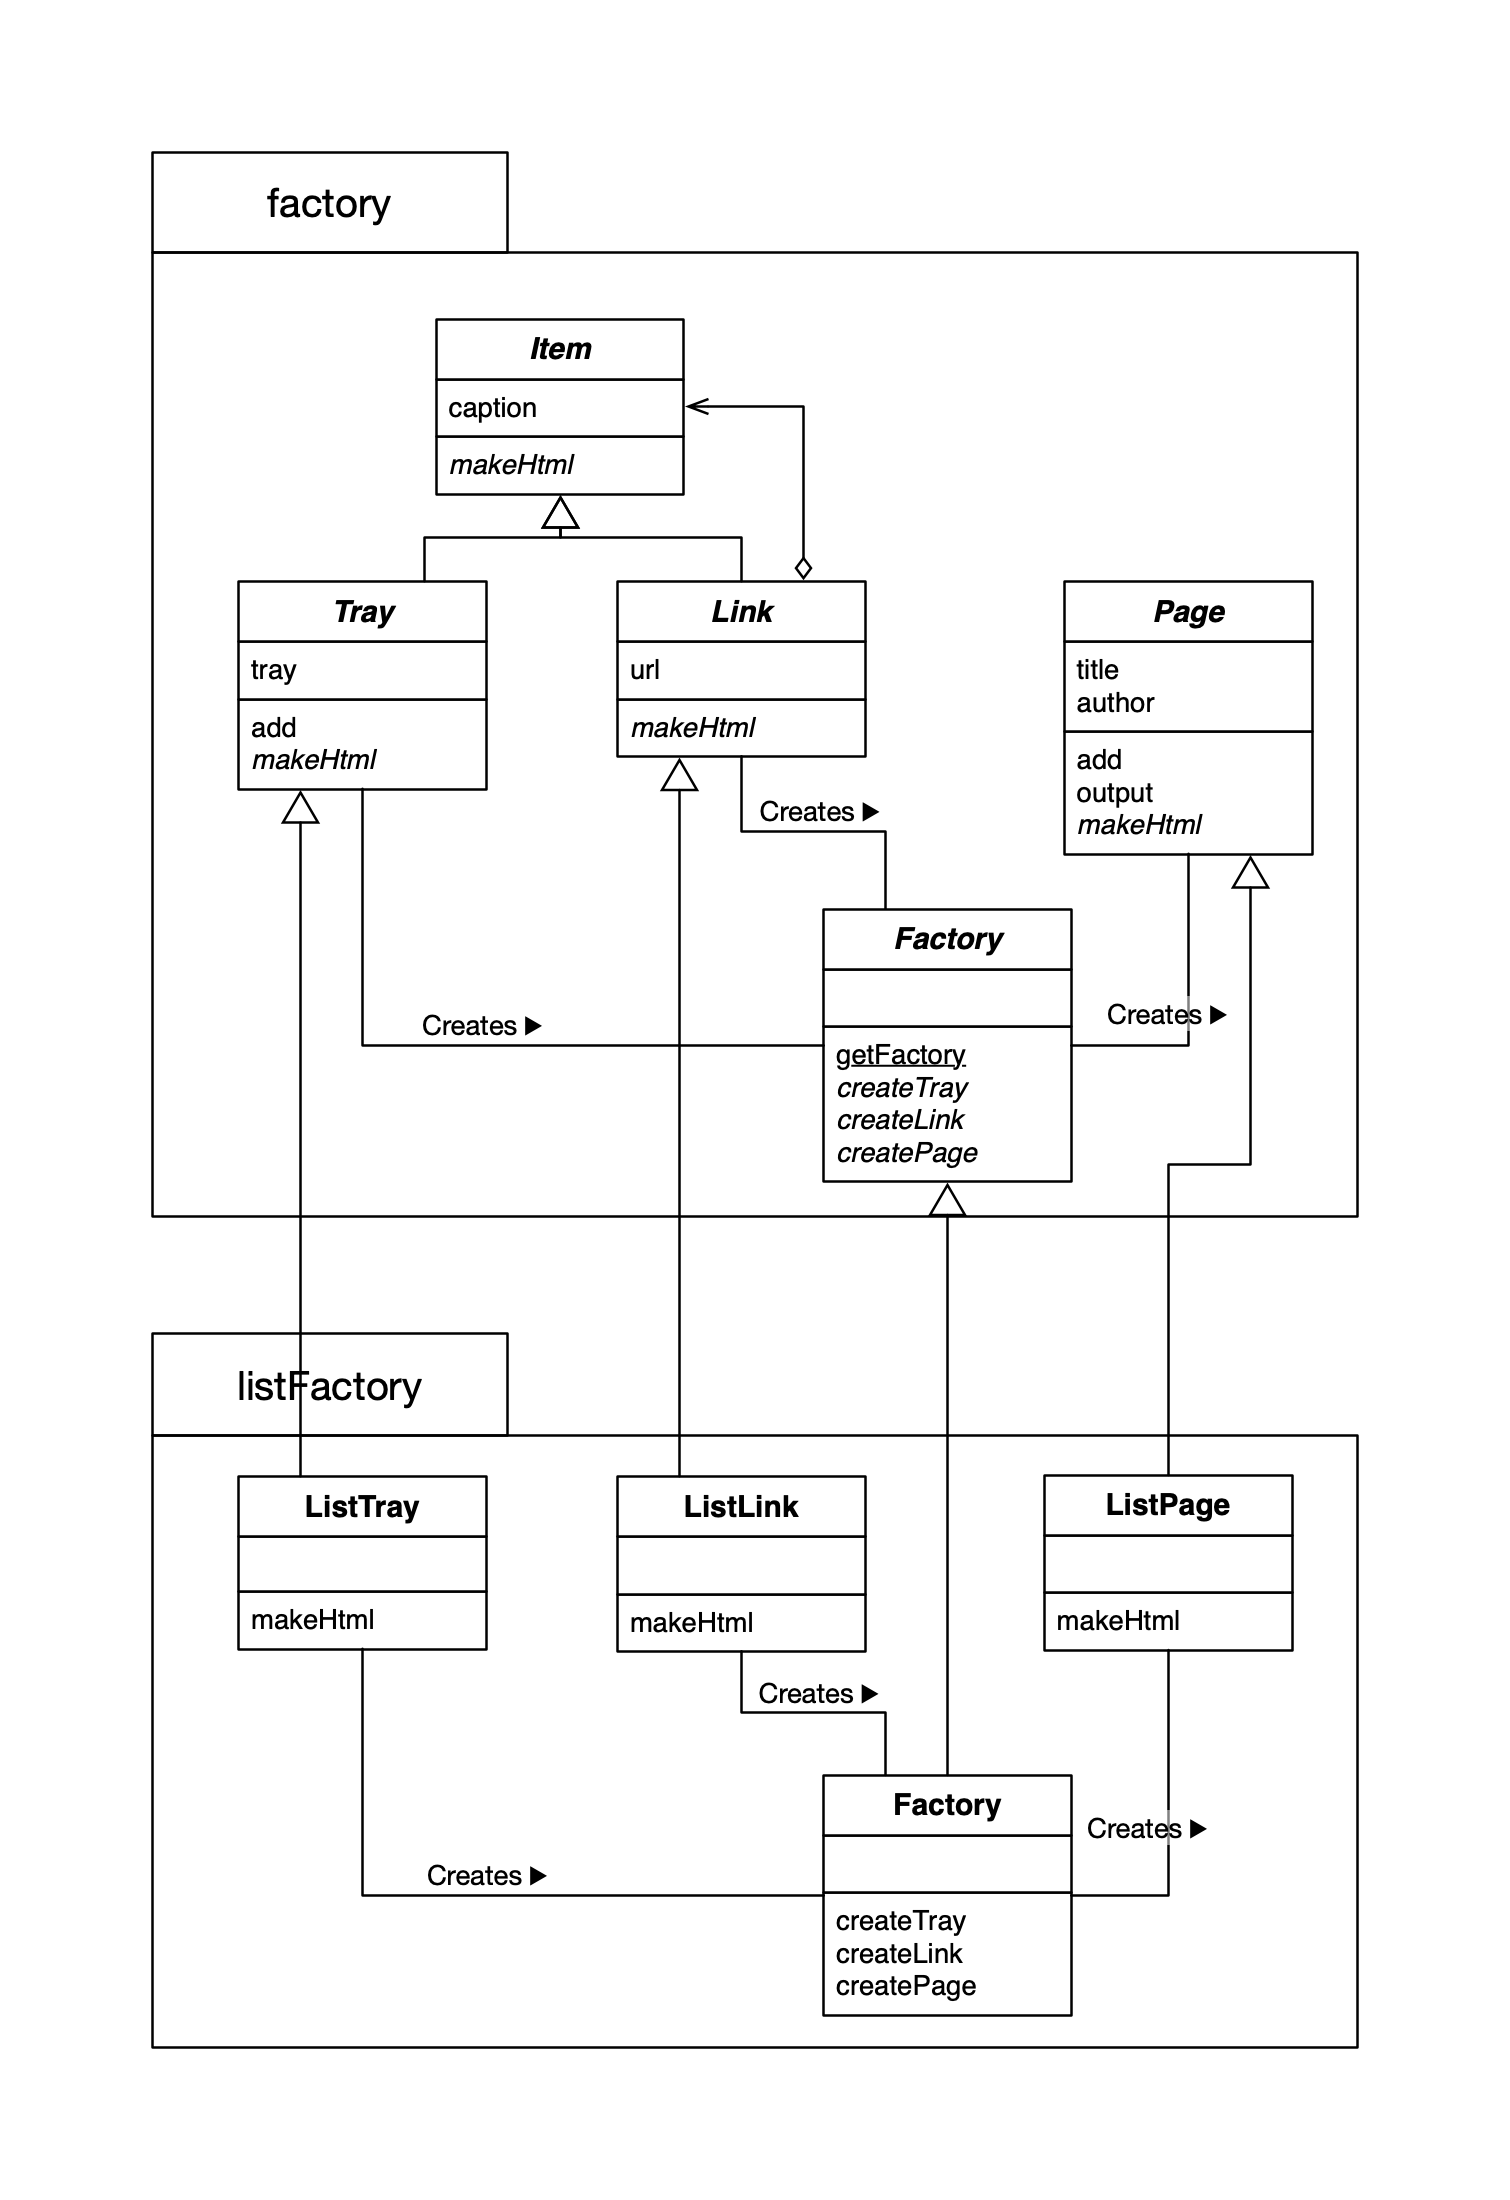 factory
Item
caption
makeHtml
Tray
tray
add
makeHtml
Link
url
makeHtml
Page
title
author
add
output
makeHtml
Creates ▶
Factory
getFactory
createTray
createLink
createPage
Creates ▶
Creates ▶
listFactory
ListTray
makeHtml
ListLink
makeHtml
ListPage
makeHtml
Creates ▶
Factory
createTray
createLink
createPage
Creates ▶
Creates ▶